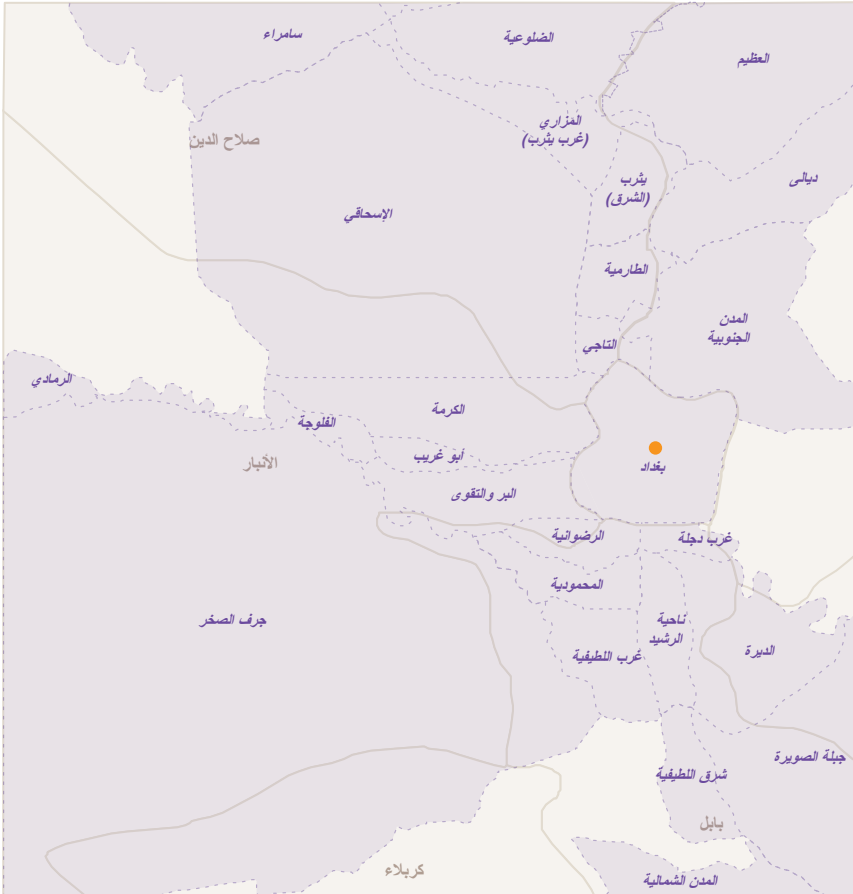 سامراء
الضلوعية
العظيم
المزاري
(غرب يثرب)
صلاح الدين
يثرب
(الشرق)
ديالى
الإسحاقي
الطارمية
المدن
الجنوبية
التاجي
الرمادي
الكرمة
الفلوجة
أبو غريب
الأنبار
بغداد
البر والتقوى
الرضوانية
غرب دجلة
المحمودية
جرف الصخر
ناحية
الرشيد
غرب اللطيفية
الديرة
جبلة الصويرة
شرق اللطيفية
بابل
كربلاء
المدن الشمالية